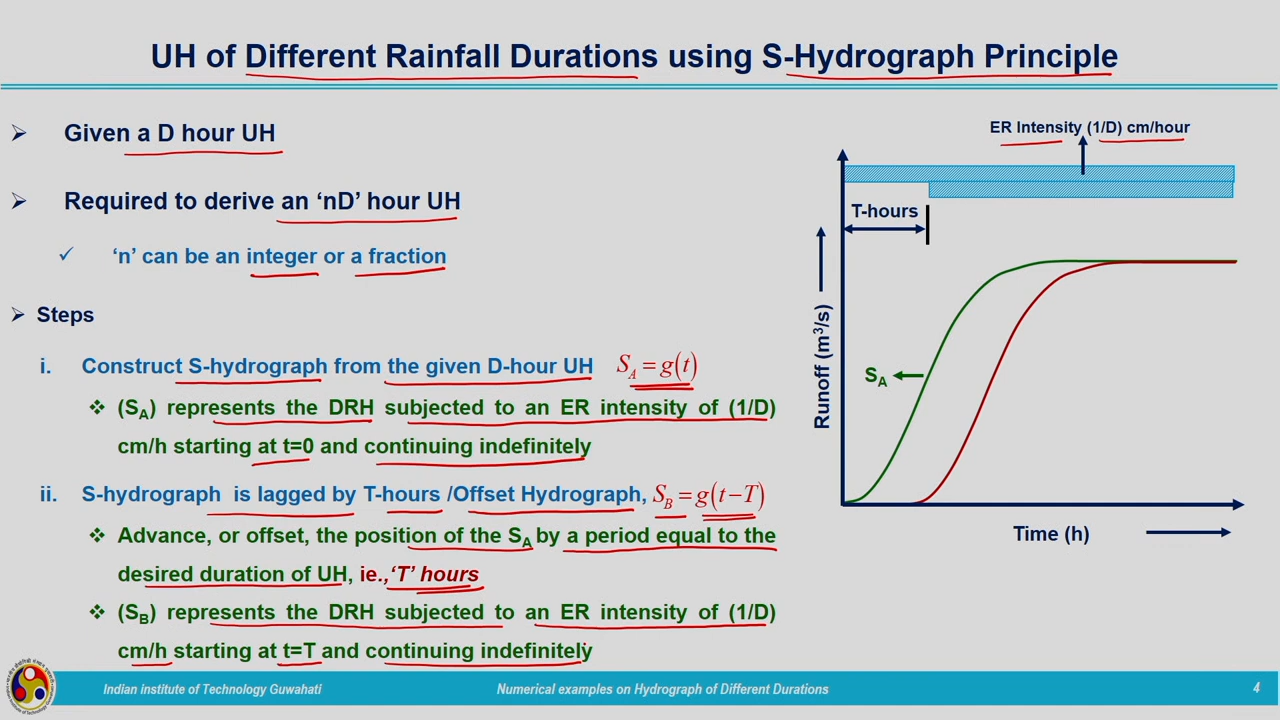 UH of Different Rainfall Durations using S-Hydrograph Principle
Given a D hour UH
Required to derive an ‘nD’ hour UH
‘n’ can be an integer or a fraction
Steps
i. Construct S-hydrograph from the given D-hour UH S_A = g(t)
(S_A) represents the DRH subjected to an ER intensity of (1/D)
cm/h starting at t=0 and continuing indefinitely
ii. S-hydrograph is lagged by T-hours /Offset Hydrograph, S_B = g(t−T)
Advance, or offset, the position of the S_A by a period equal to the
desired duration of UH, ie.,‘T’ hours
(S_B) represents the DRH subjected to an ER intensity of (1/D)
cm/h starting at t=T and continuing indefinitely
ER Intensity (1/D) cm/hour
T-hours
Runoff (m³/s)
S_A
Time (h)
Indian institute of Technology Guwahati
Numerical examples on Hydrograph of Different Durations
4